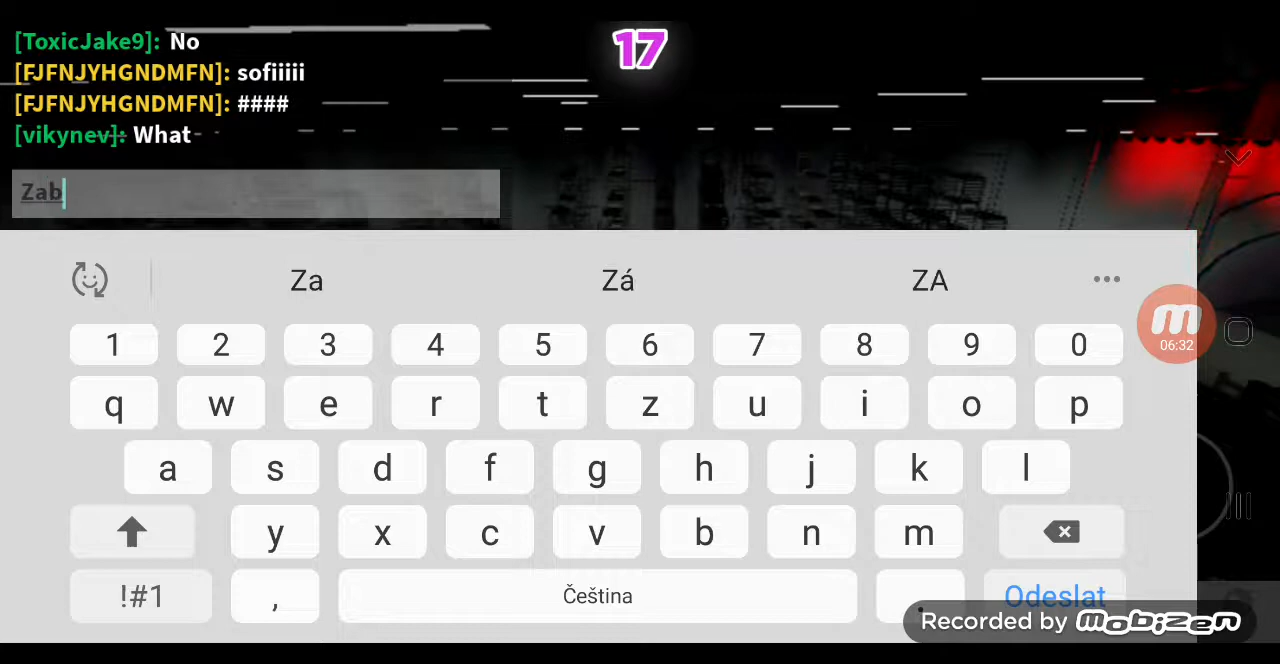 [ToxicJake9]: No
17
[FJFNJYHGNDMFN]: sofiiiii
[FJFNJYHGNDMFN]: ####
[vikynev]: What
Zab
Za Zá ZA
06:32
1 2 3 4 5 6 7 8 9 0
q w e r t z u i o p
a s d f g h j k l
y x c v b n m
!#1 , Čeština . Odeslat
Recorded by mobizen